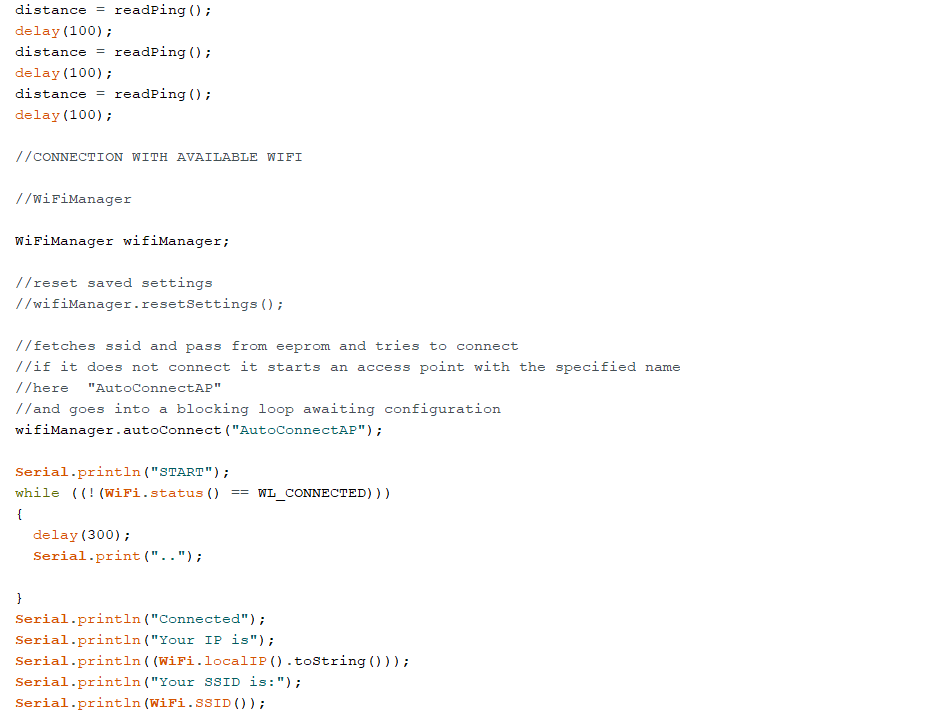 distance = readPing();
delay(100);
distance = readPing();
delay(100);
distance = readPing();
delay(100);
//CONNECTION WITH AVAILABLE WIFI
//WiFiManager
WiFiManager wifiManager;
//reset saved settings
//wifiManager.resetSettings();
//fetches ssid and pass from eeprom and tries to connect
//if it does not connect it starts an access point with the specified name
//here  "AutoConnectAP"
//and goes into a blocking loop awaiting configuration
wifiManager.autoConnect("AutoConnectAP");
Serial.println("START");
while ((!(WiFi.status() == WL_CONNECTED)))
{
  delay(300);
  Serial.print("..");
}
Serial.println("Connected");
Serial.println("Your IP is");
Serial.println((WiFi.localIP().toString()));
Serial.println("Your SSID is:");
Serial.println(WiFi.SSID());